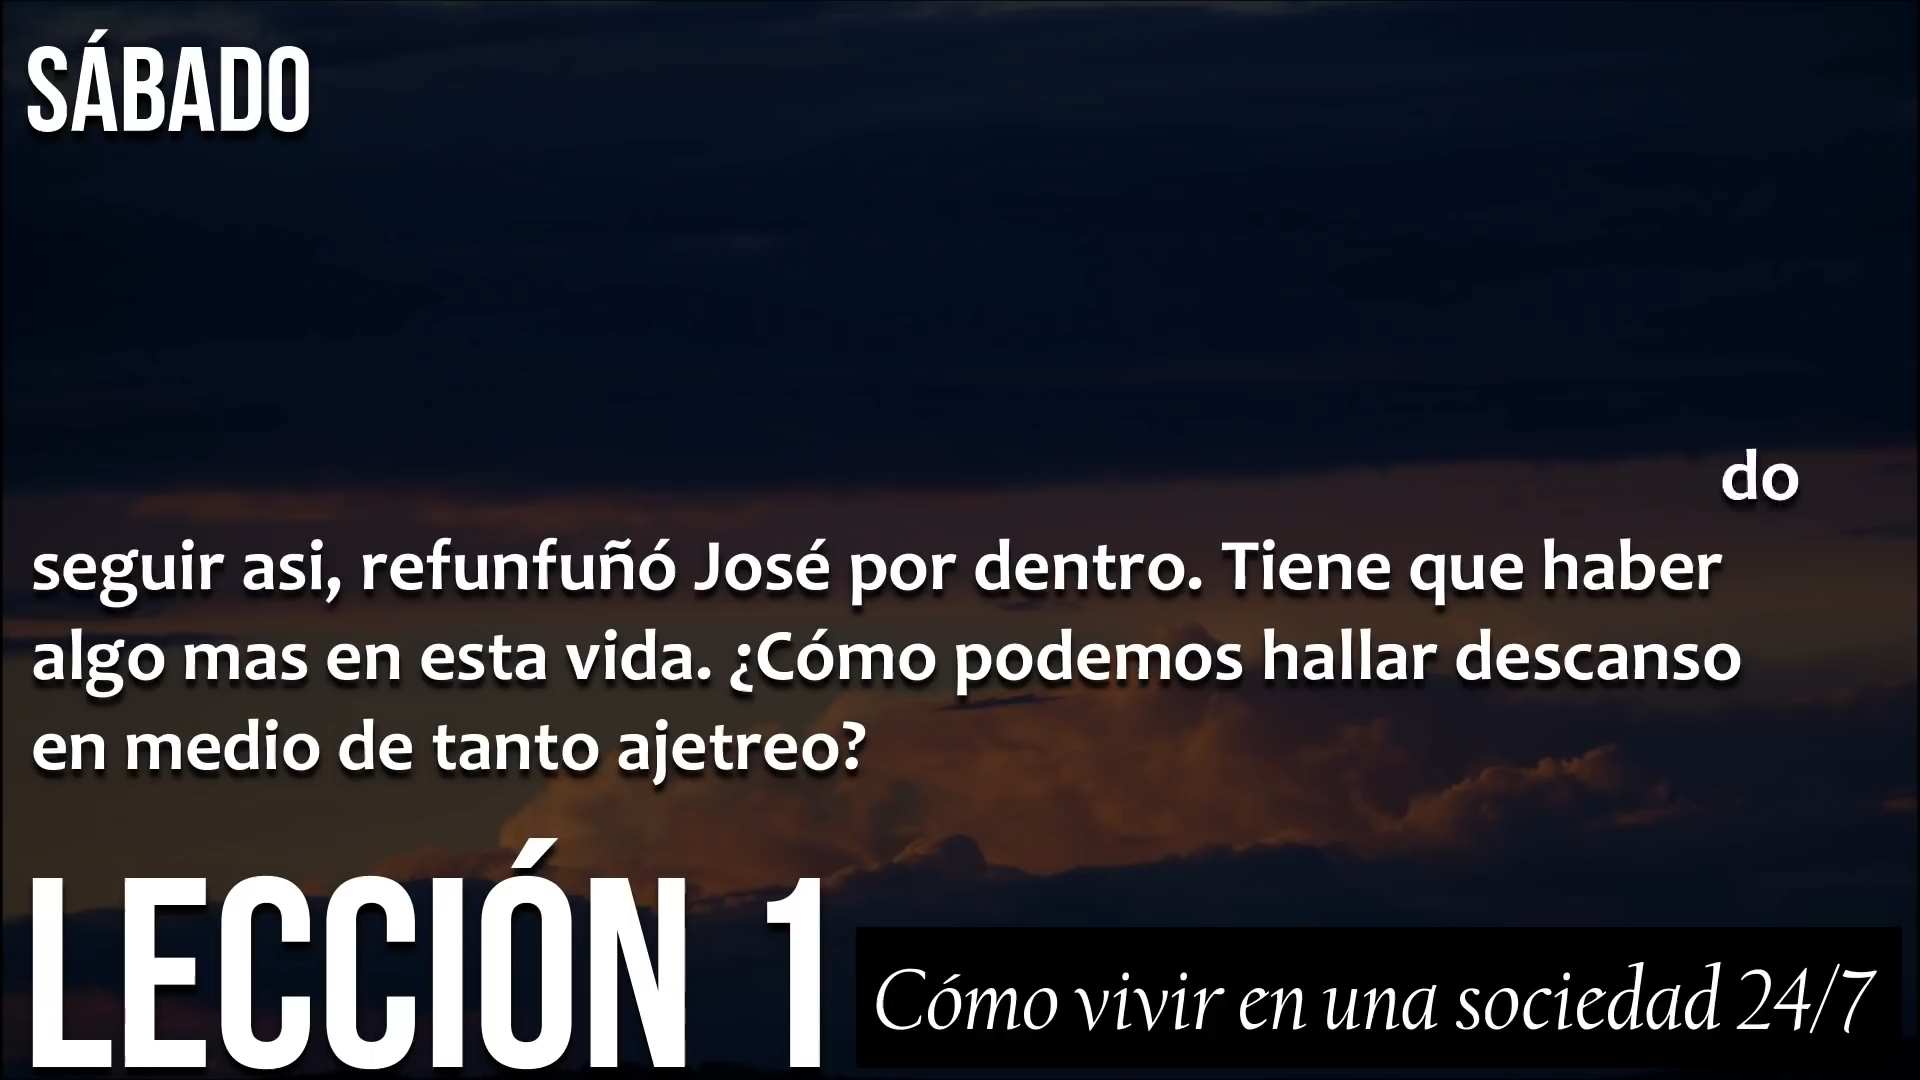 SÁBADO
do
seguir asi, refunfuñó José por dentro. Tiene que haber
algo mas en esta vida. ¿Cómo podemos hallar descanso
en medio de tanto ajetreo?
LECCIÓN 1
Cómo vivir en una sociedad 24/7